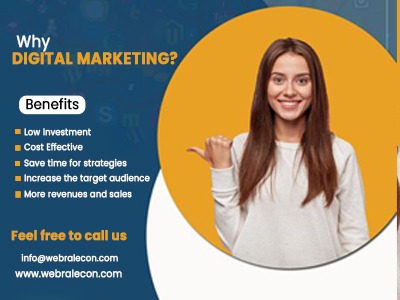 Why
DIGITAL MARKETING?
Benefits
Low Investment
Cost Effective
Save time for strategies
Increase the target audience
More revenues and sales
Feel free to call us
info@webralecon.com
www.webralecon.com